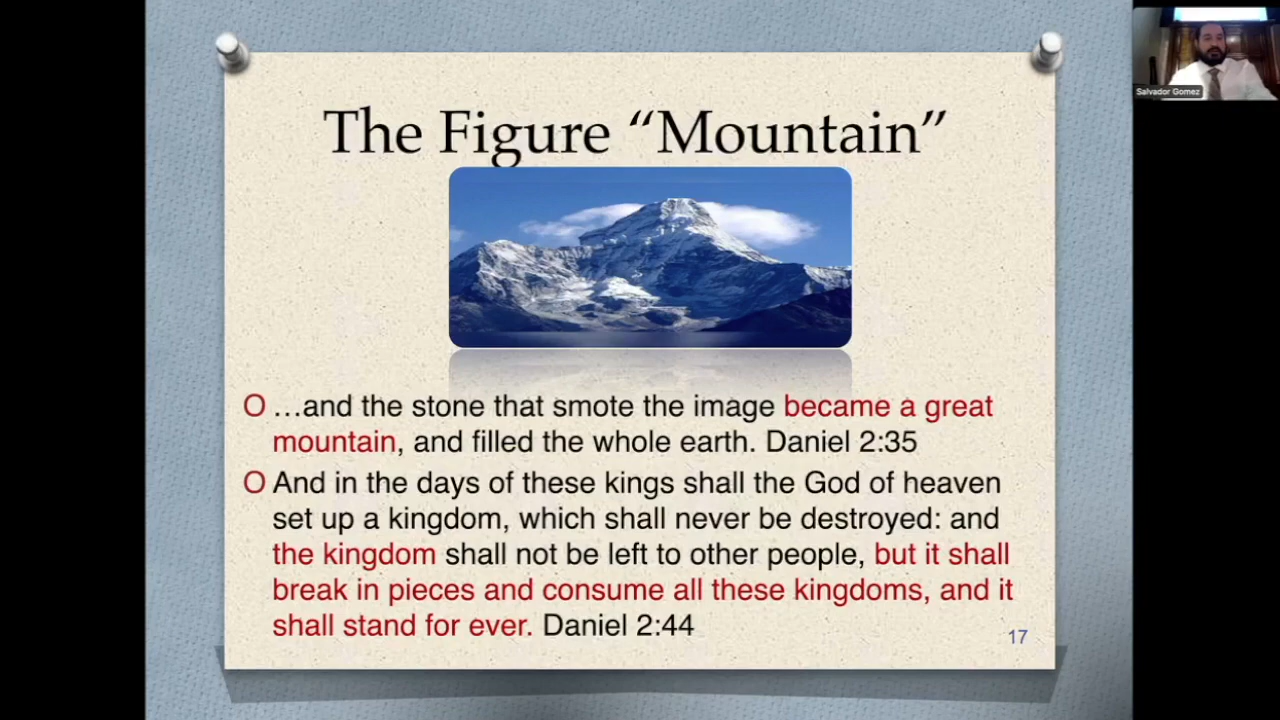 Salvador Gomez
The Figure “Mountain”
O …and the stone that smote the image became a great
mountain, and filled the whole earth. Daniel 2:35
O And in the days of these kings shall the God of heaven
set up a kingdom, which shall never be destroyed: and
the kingdom shall not be left to other people, but it shall
break in pieces and consume all these kingdoms, and it
shall stand for ever. Daniel 2:44
17